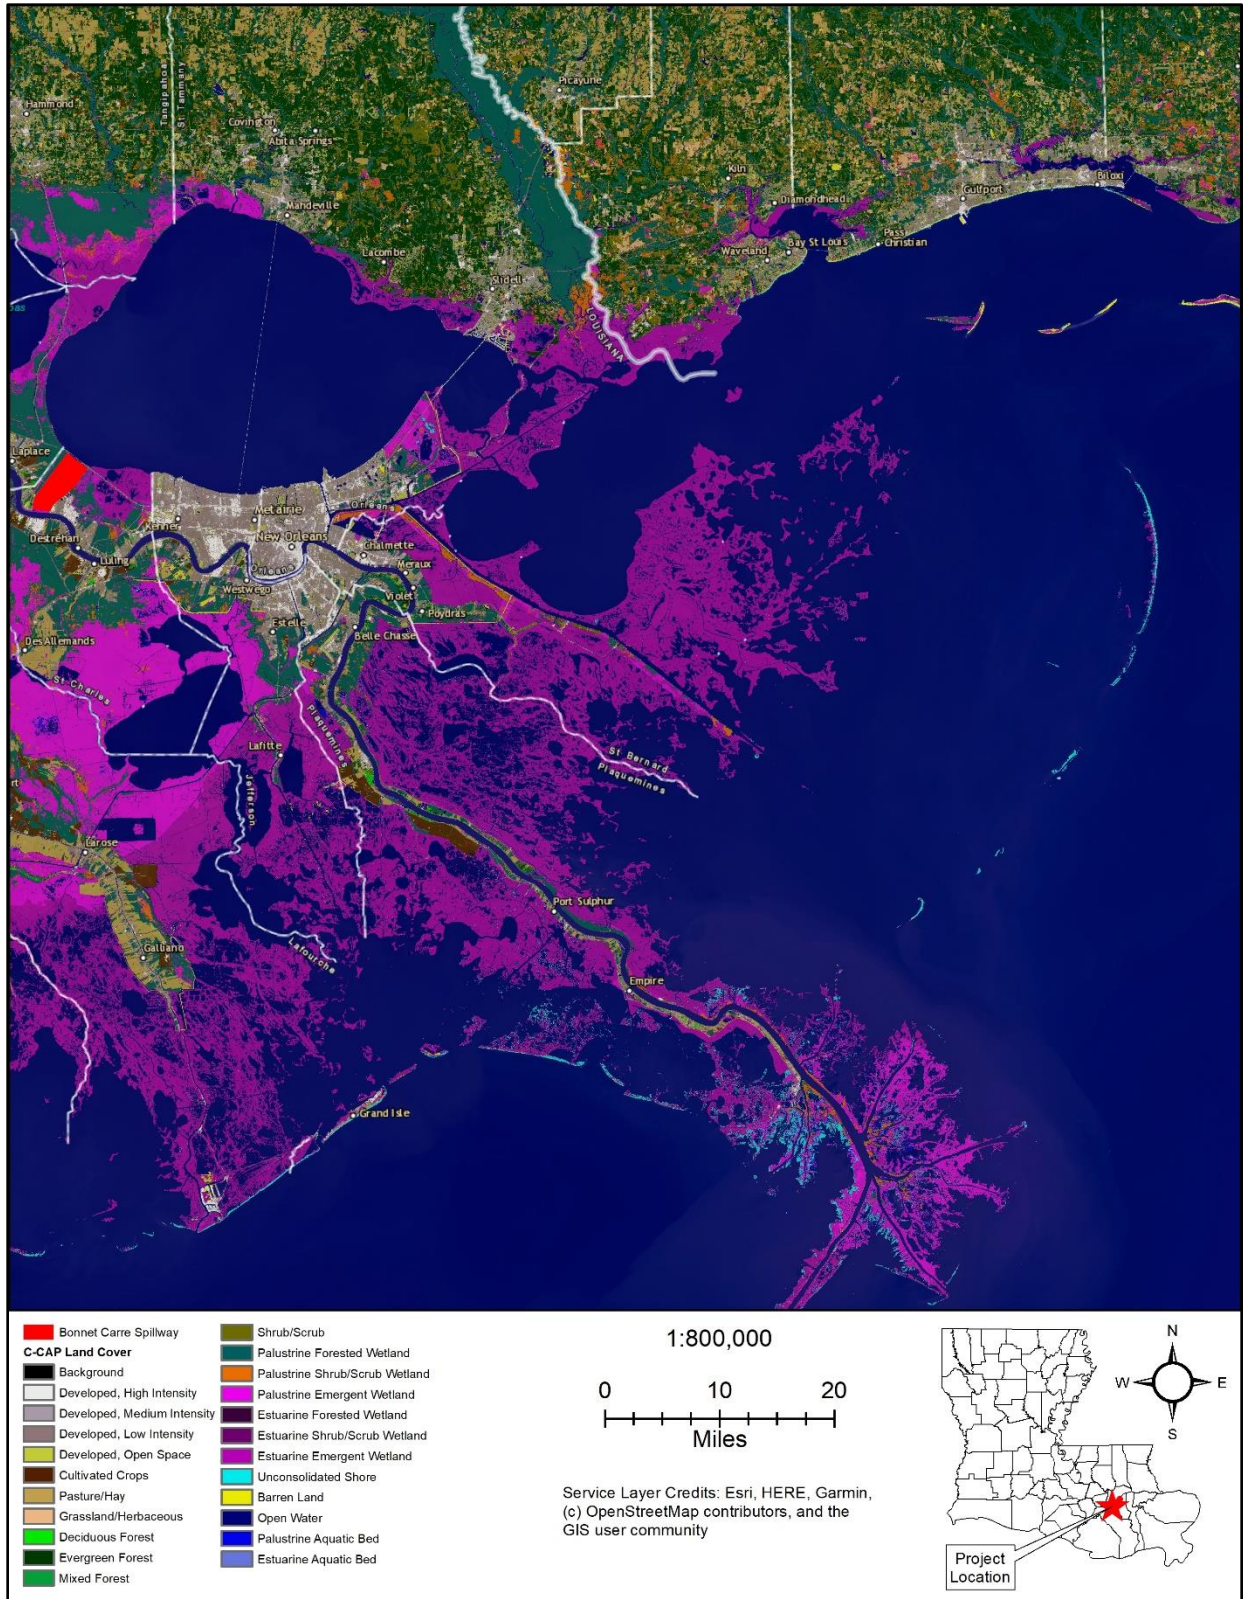 Picayune
Hammond
Tangipahoa
St Tammany
Covington
Abita Springs
Kiln
Biloxi
Gulfport
Mandeville
Diamondhead
Pass
Christian
Bay St Louis
Waveland
Lacombe
Slidell
LOUISIANA
Laplace
Kenner
Metairie
Orleans
New Orleans
Destrehan
Luling
Chalmette
Meraux
Orleans
Westwego
Violet
Poydras
Estelle
Belle Chasse
Des Allemands
St Charles
Plaquemines
Lafitte
St Bernard
Plaquemines
Jefferson
Larose
Port Sulphur
Galliano
Lafourche
Empire
Grand Isle
Bonnet Carre Spillway
C-CAP Land Cover
Background
Developed, High Intensity
Developed, Medium Intensity
Developed, Low Intensity
Developed, Open Space
Cultivated Crops
Pasture/Hay
Grassland/Herbaceous
Deciduous Forest
Evergreen Forest
Mixed Forest
Shrub/Scrub
Palustrine Forested Wetland
Palustrine Shrub/Scrub Wetland
Palustrine Emergent Wetland
Estuarine Forested Wetland
Estuarine Shrub/Scrub Wetland
Estuarine Emergent Wetland
Unconsolidated Shore
Barren Land
Open Water
Palustrine Aquatic Bed
Estuarine Aquatic Bed
1:800,000
0 10 20
Miles
Service Layer Credits: Esri, HERE, Garmin,
(c) OpenStreetMap contributors, and the
GIS user community
N
W E
S
Project
Location